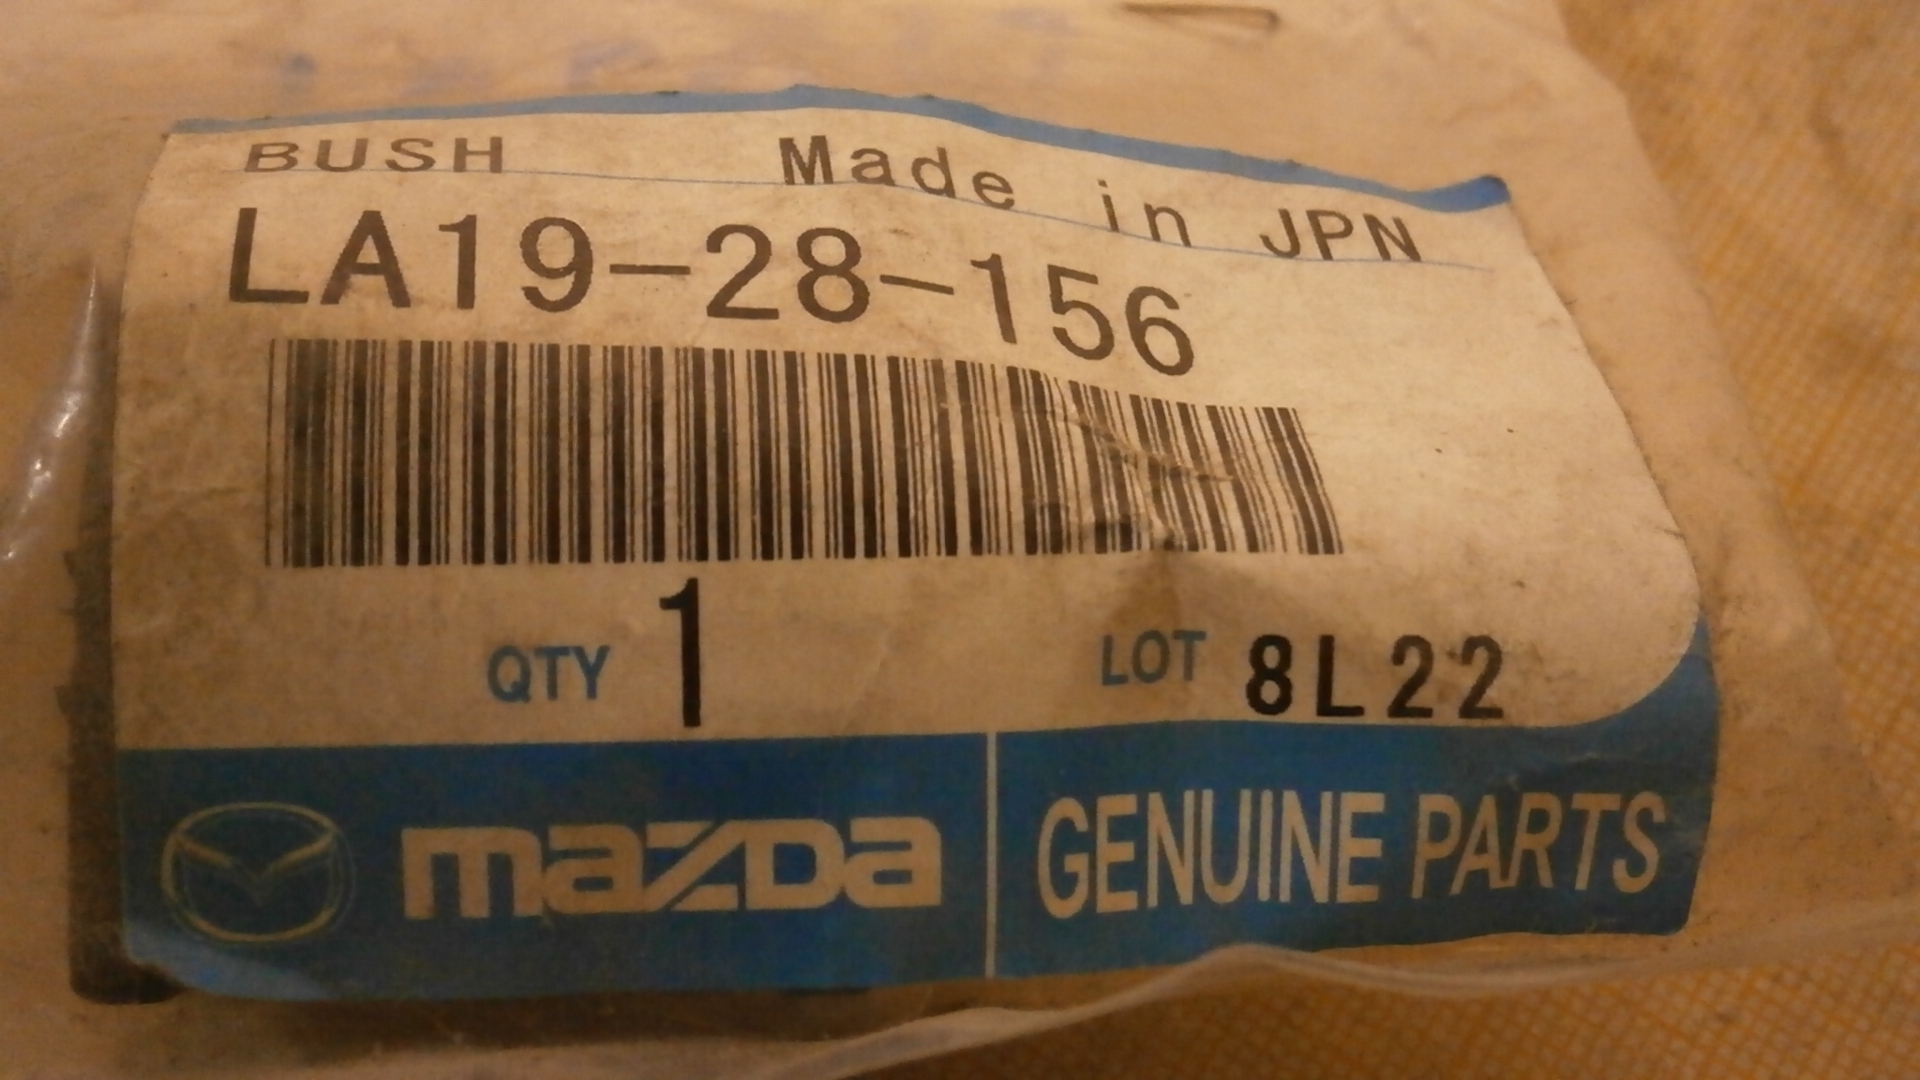 BUSH Made in JPN
LA19-28-156
QTY 1 LOT 8L22
mazda GENUINE PARTS